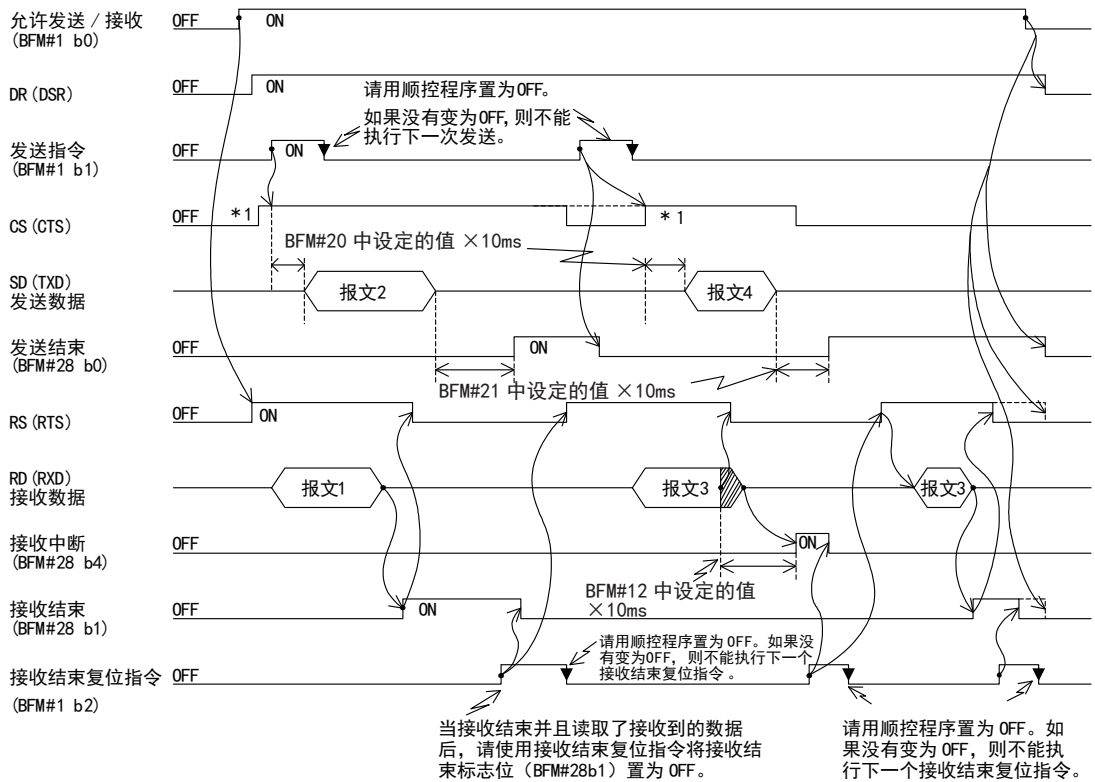 允许发送/接收 OFF ON
(BFM#1 b0)
DR(DSR) OFF ON
请用顺控程序置为OFF。
如果没有变为OFF,则不能
执行下一次发送。
发送指令 OFF ON
(BFM#1 b1)
CS(CTS) OFF *1 *1
BFM#20 中设定的值 ×10ms
SD(TXD)
发送数据
报文2 报文4
发送结束 OFF ON
(BFM#28 b0)
BFM#21 中设定的值 ×10ms
RS(RTS) OFF ON
RD(RXD)
接收数据
报文1 报文3 报文3
接收中断 OFF ON
(BFM#28 b4)
BFM#12 中设定的值
×10ms
接收结束 OFF ON
(BFM#28 b1)
请用顺控程序置为 OFF。如果没
有变为OFF, 则不能执行下一个
接收结束复位指令。
接收结束复位指令 OFF
(BFM#1 b2)
当接收结束并且读取了接收到的数据
后，请使用接收结束复位指令将接收结
束标志位（BFM#28b1）置为 OFF。
请用顺控程序置为 OFF。如
果没有变为 OFF，则不能执
行下一个接收结束复位指令。